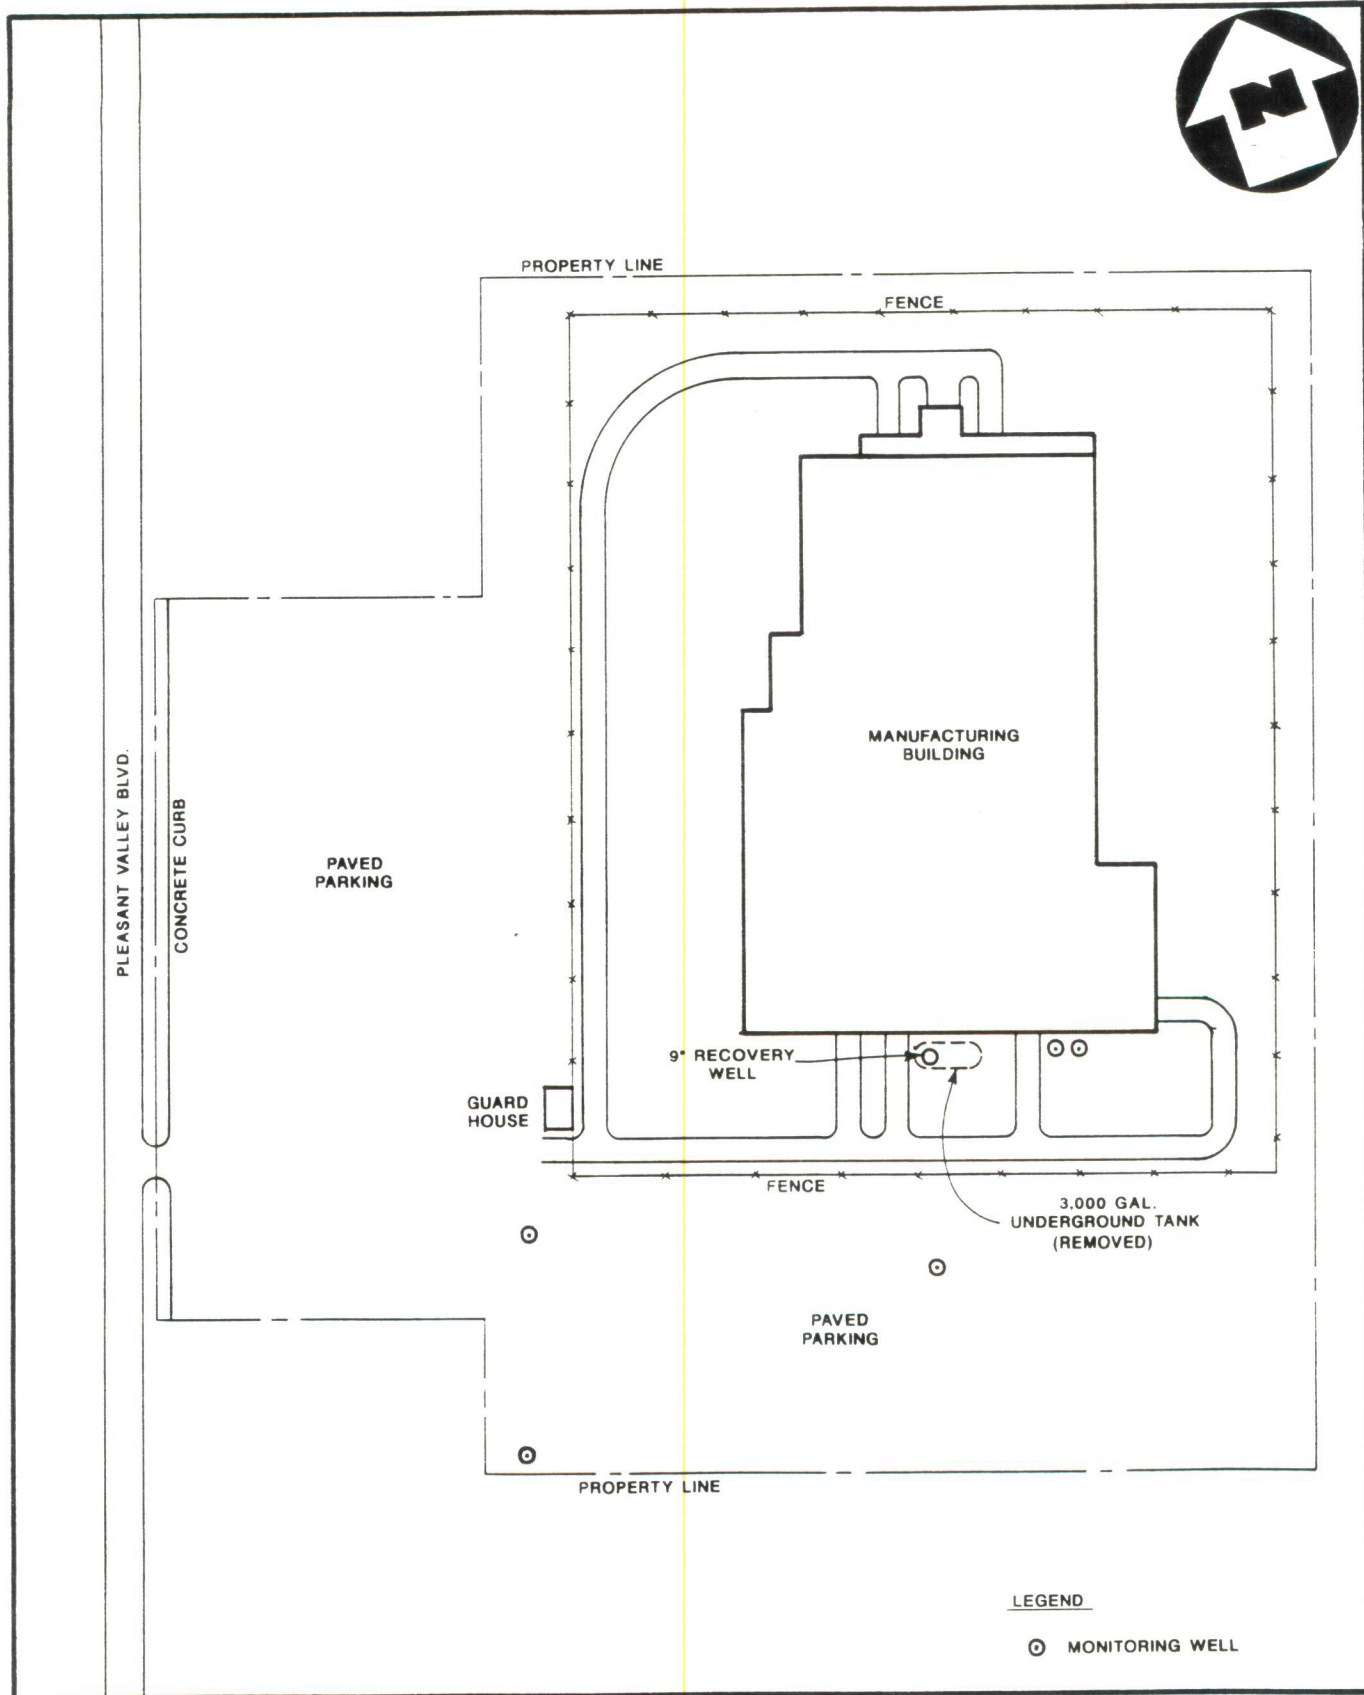 N
PROPERTY LINE
FENCE
MANUFACTURING
BUILDING
PLEASANT VALLEY BLVD.
CONCRETE CURB
PAVED
PARKING
9" RECOVERY
WELL
GUARD
HOUSE
FENCE
3,000 GAL.
UNDERGROUND TANK
(REMOVED)
PAVED
PARKING
PROPERTY LINE
LEGEND
MONITORING WELL